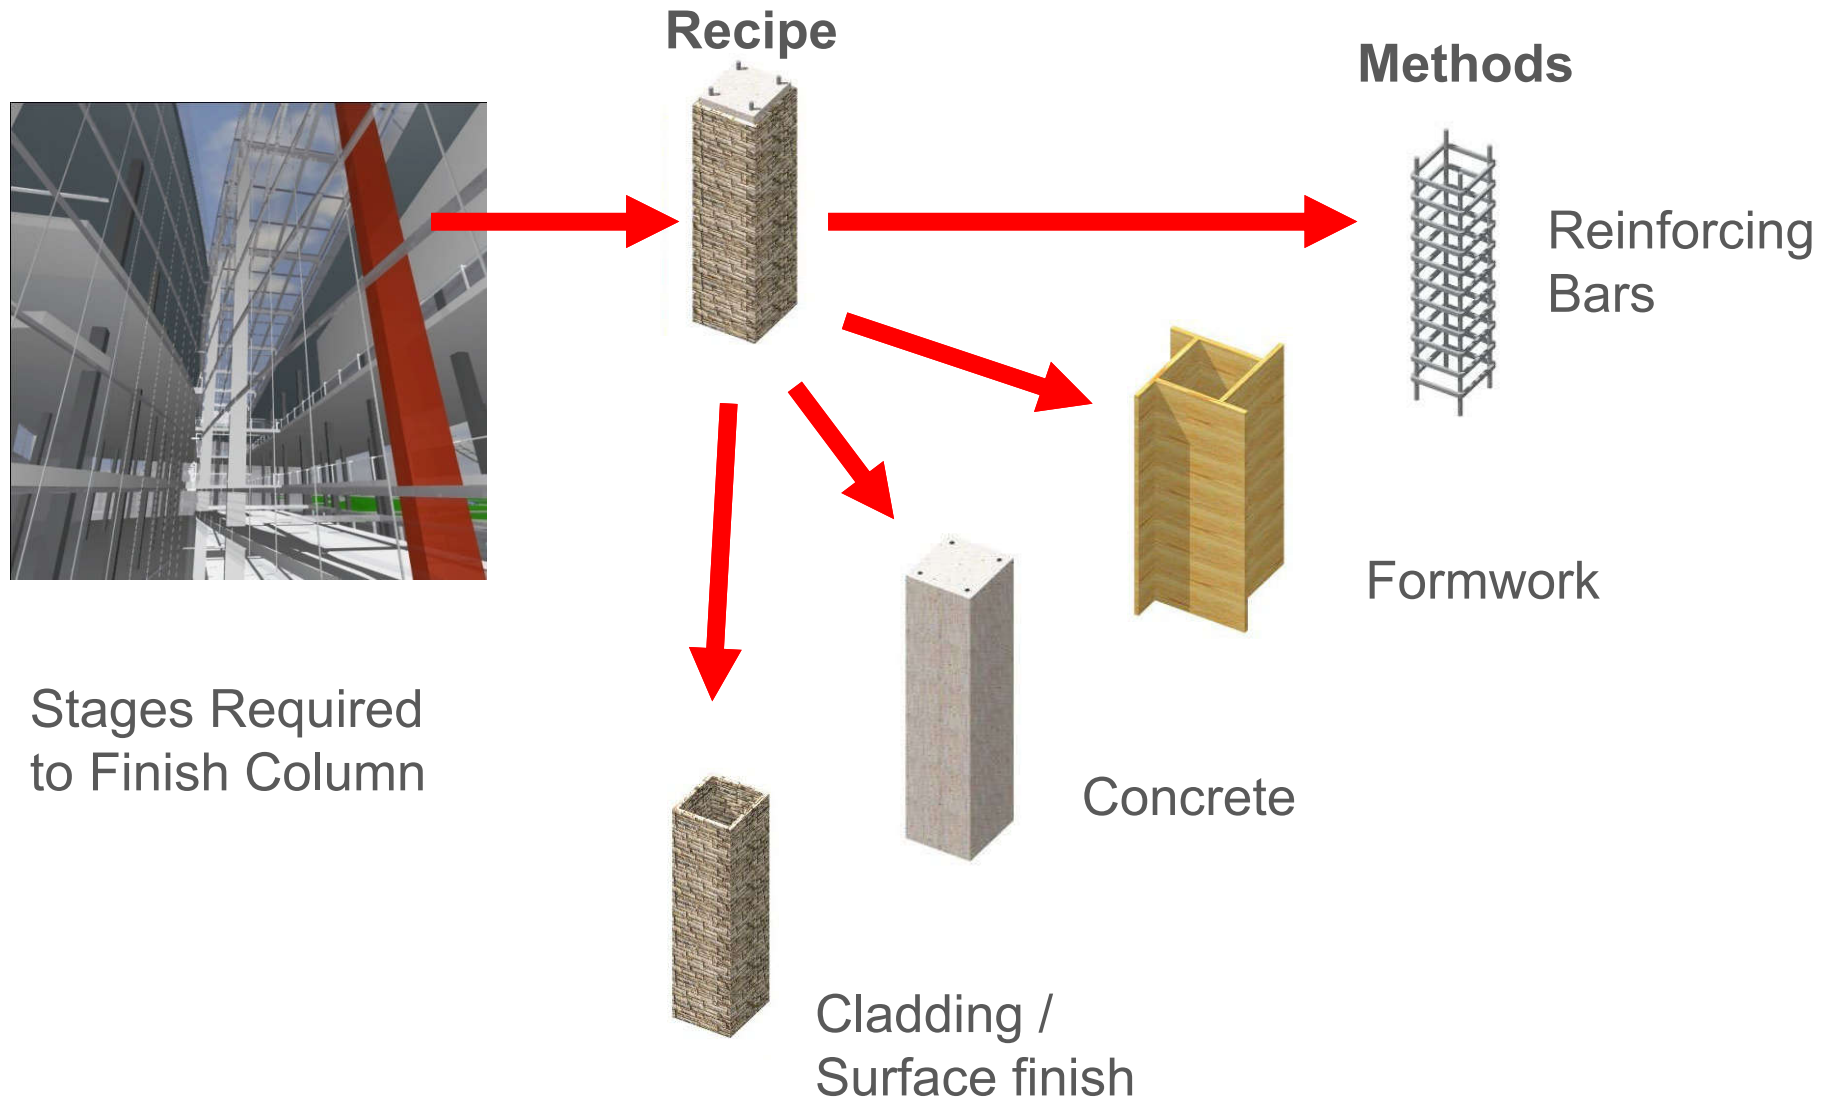 Recipe
Methods
Reinforcing
Bars
Formwork
Stages Required
to Finish Column
Concrete
Cladding /
Surface finish